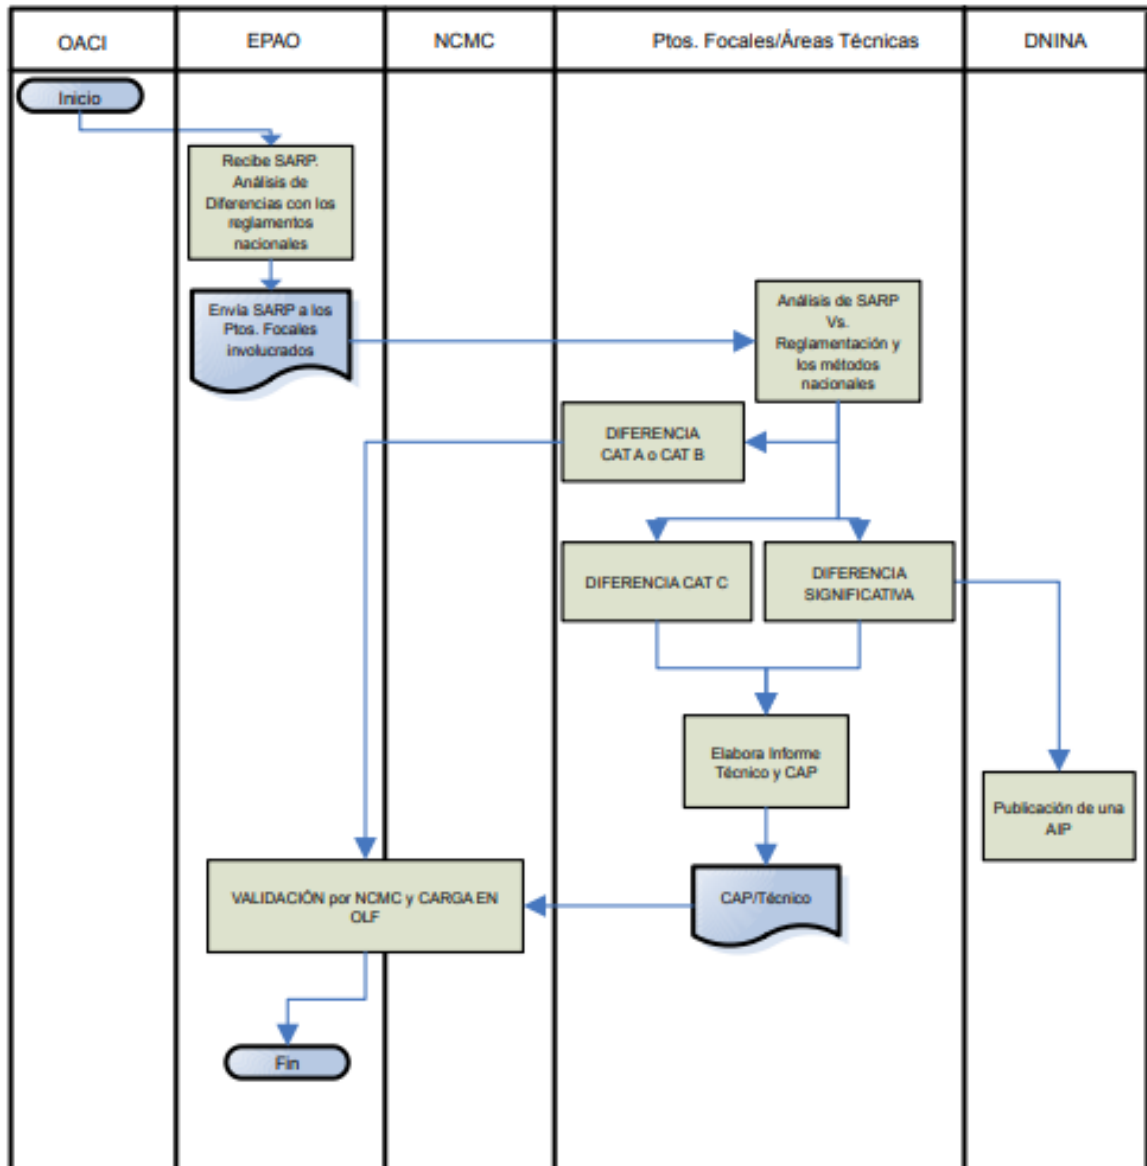 OACI
EPAO
NCMC
Ptos. Focales/Áreas Técnicas
DNINA
Inicio
Recibe SARP.
Análisis de
Diferencias con los
reglamentos
nacionales
Envía SARP a los
Ptos. Focales
involucrados
Análisis de SARP
Vs.
Reglamentación y
los métodos
nacionales
DIFERENCIA
CAT A o CAT B
DIFERENCIA CAT C
DIFERENCIA
SIGNIFICATIVA
Elabora Informe
Técnico y CAP
Publicación de una
AIP
VALIDACIÓN por NCMC y CARGA EN
OLF
CAP/Técnico
Fin